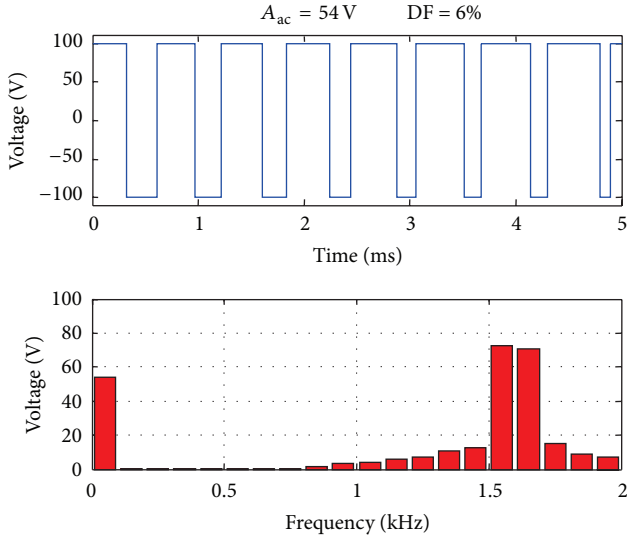 A_ac = 54 V DF = 6%
100
50
0
−50
−100
Voltage (V)
0 1 2 3 4 5
Time (ms)
100
80
60
40
20
0
Voltage (V)
0 0.5 1 1.5 2
Frequency (kHz)